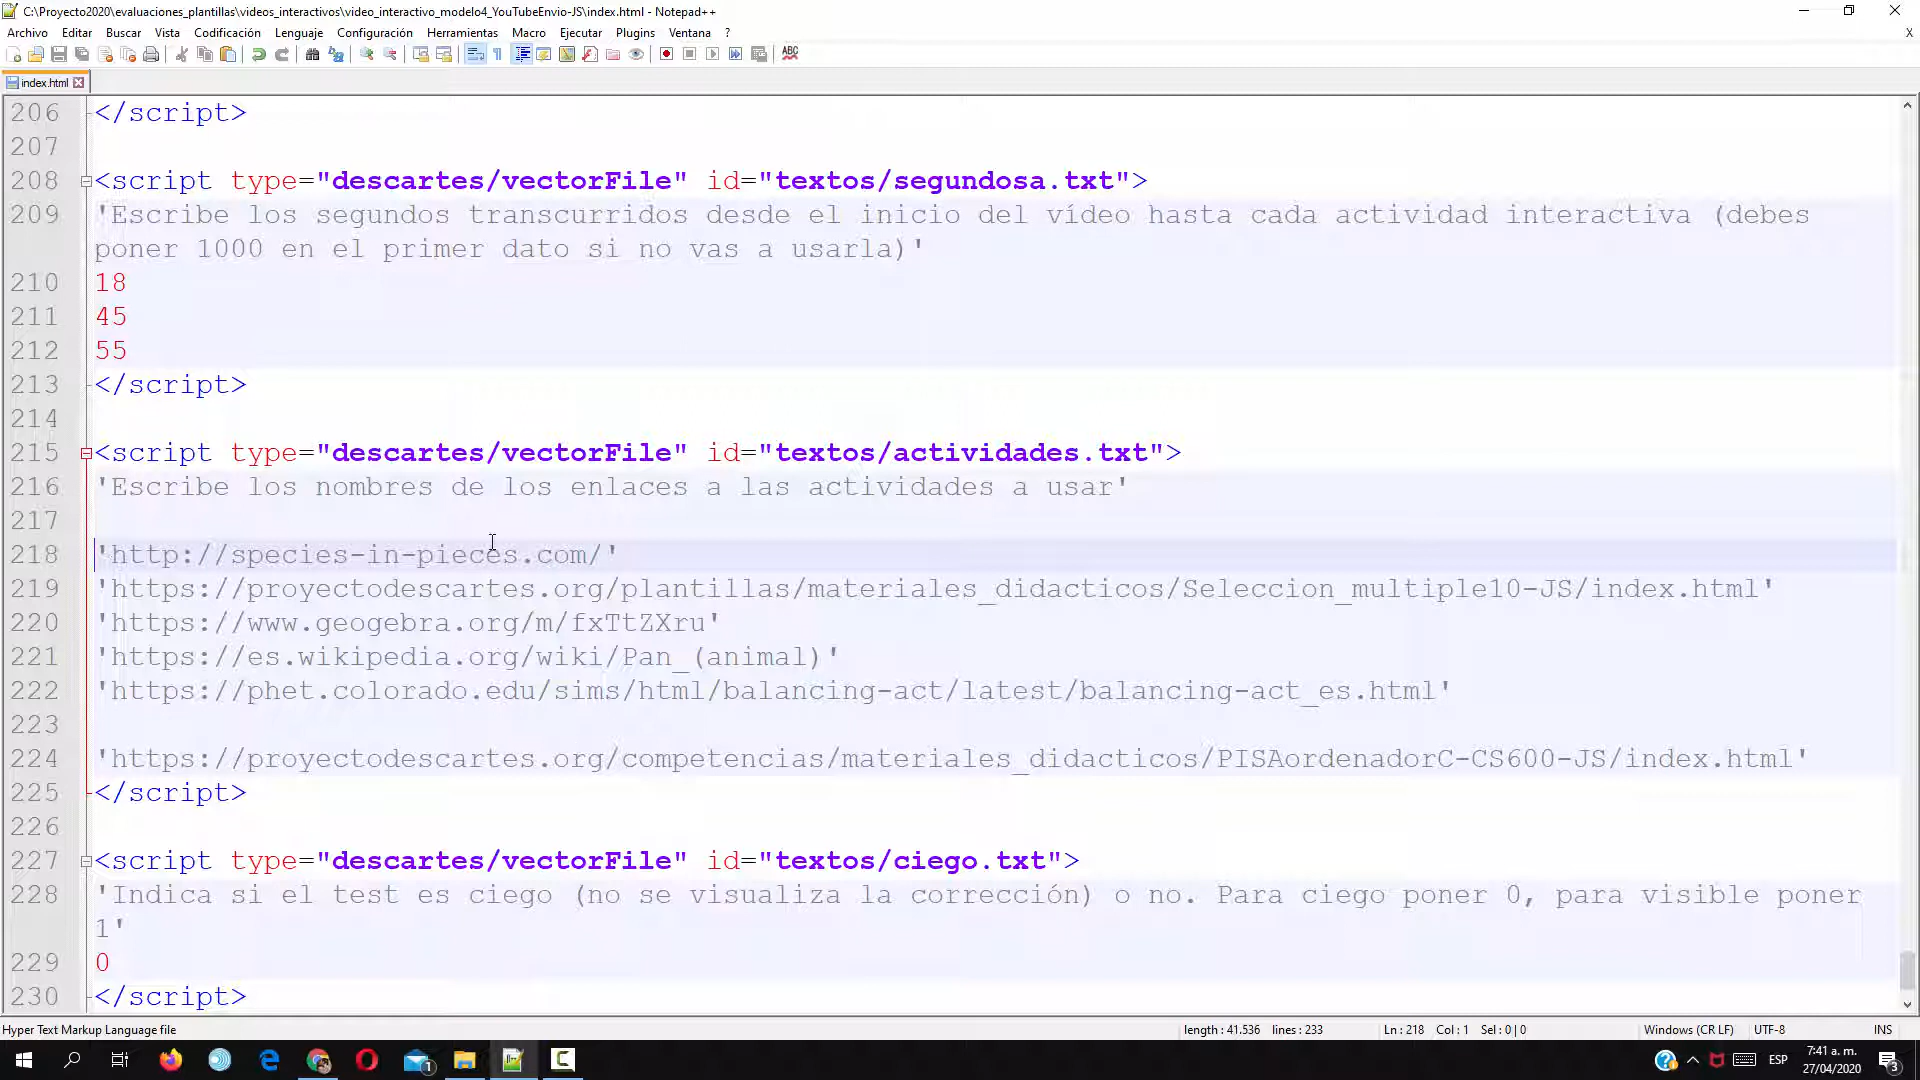 C:\Proyecto2020\evaluaciones_plantillas\videos_interactivos\video_interactivo_modelo4_YouTubeEnvio-JS\index.html - Notepad++
Archivo Editar Buscar Vista Codificación Lenguaje Configuración Herramientas Macro Ejecutar Plugins Ventana ? X
ABC
index.html
206 </script>
207
208 <script type="descartes/vectorFile" id="textos/segundosa.txt">
209 'Escribe los segundos transcurridos desde el inicio del vídeo hasta cada actividad interactiva (debes
poner 1000 en el primer dato si no vas a usarla)'
210 18
211 45
212 55
213 </script>
214
215 <script type="descartes/vectorFile" id="textos/actividades.txt">
216 'Escribe los nombres de los enlaces a las actividades a usar'
217
218 'http://species-in-pieces.com/'
219 'https://proyectodescartes.org/plantillas/materiales_didacticos/Seleccion_multiple10-JS/index.html'
220 'https://www.geogebra.org/m/fxTtZXru'
221 'https://es.wikipedia.org/wiki/Pan_(animal)'
222 'https://phet.colorado.edu/sims/html/balancing-act/latest/balancing-act_es.html'
223
224 'https://proyectodescartes.org/competencias/materiales_didacticos/PISAordenadorC-CS600-JS/index.html'
225 </script>
226
227 <script type="descartes/vectorFile" id="textos/ciego.txt">
228 'Indica si el test es ciego (no se visualiza la corrección) o no. Para ciego poner 0, para visible poner
1'
229 0
230 </script>
Hyper Text Markup Language file length : 41.536 lines : 233 Ln : 218 Col : 1 Sel : 0 | 0 Windows (CR LF) UTF-8 INS
1 ESP 7:41 a. m. 3
27/04/2020